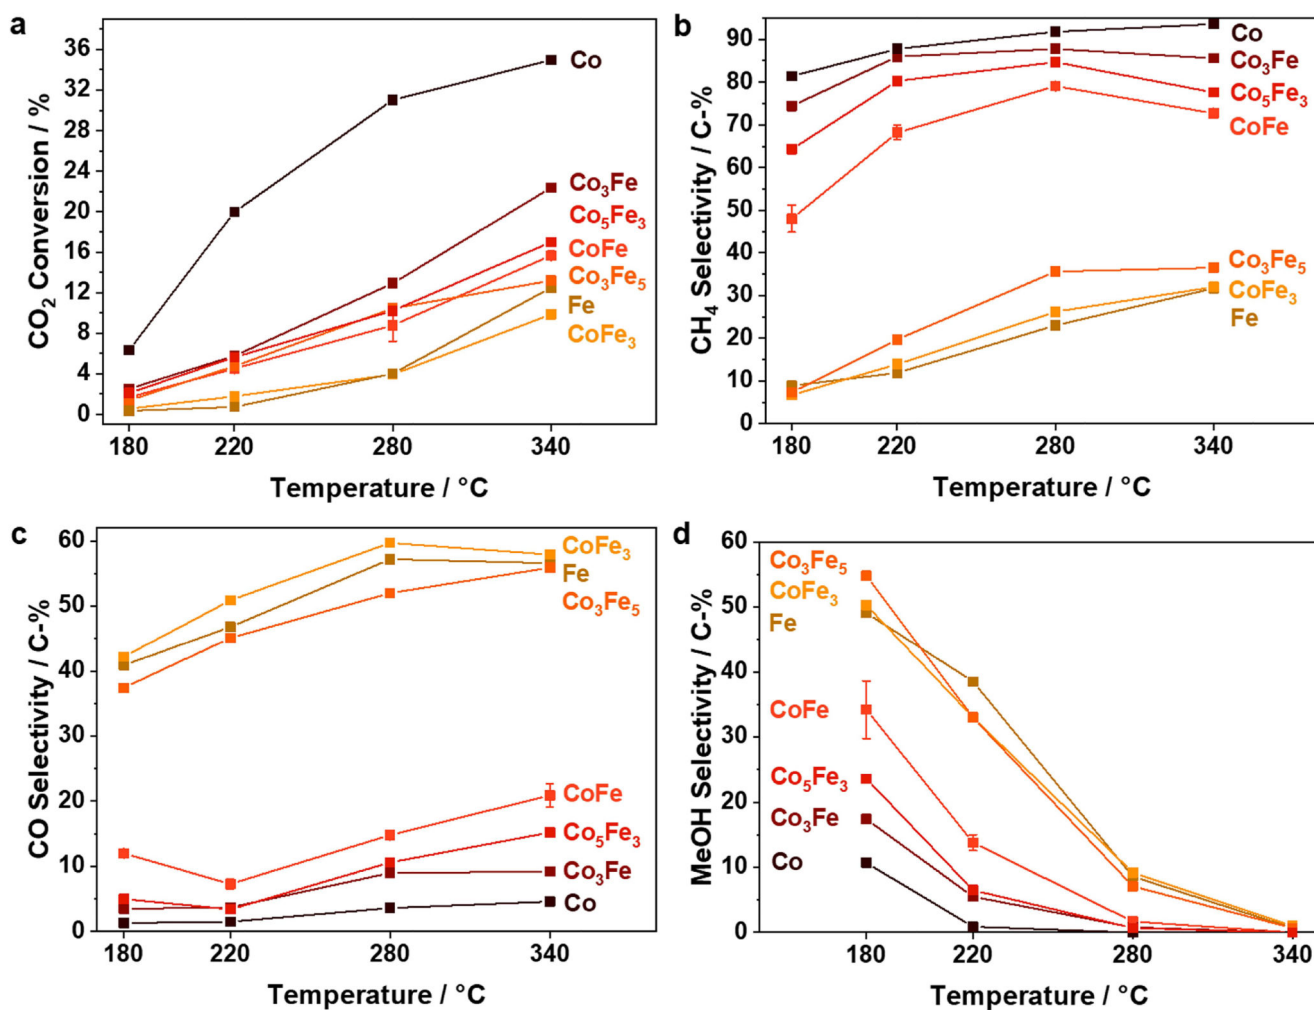 a
CO₂ Conversion / %
36
32
28
24
20
16
12
8
4
0
180 220 280 340
Temperature / °C
Co
Co₃Fe
Co₅Fe₃
CoFe
Co₃Fe₅
Fe
CoFe₃
b
CH₄ Selectivity / C-%
90
80
70
60
50
40
30
20
10
0
180 220 280 340
Temperature / °C
Co
Co₃Fe
Co₅Fe₃
CoFe
Co₃Fe₅
CoFe₃
Fe
c
CO Selectivity / C-%
60
50
40
30
20
10
0
180 220 280 340
Temperature / °C
CoFe₃
Fe
Co₃Fe₅
CoFe
Co₅Fe₃
Co₃Fe
Co
d
MeOH Selectivity / C-%
60
50
40
30
20
10
0
180 220 280 340
Temperature / °C
Co₃Fe₅
CoFe₃
Fe
CoFe
Co₅Fe₃
Co₃Fe
Co